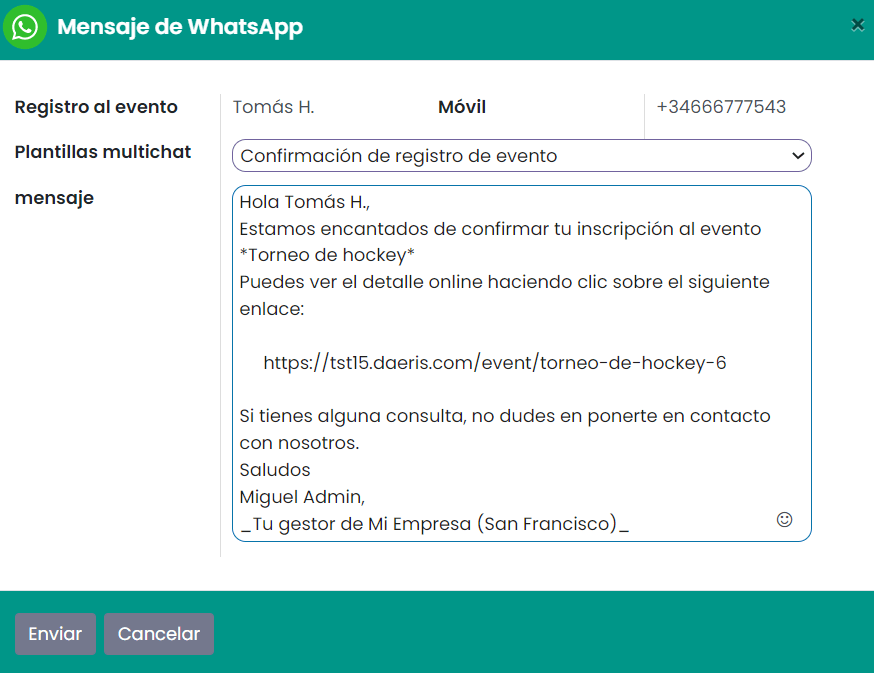 Mensaje de WhatsApp
×
Registro al evento Tomás H. Móvil +34666777543
Plantillas multichat Confirmación de registro de evento
mensaje
Hola Tomás H.,
Estamos encantados de confirmar tu inscripción al evento
*Torneo de hockey*
Puedes ver el detalle online haciendo clic sobre el siguiente
enlace:
https://tst15.daeris.com/event/torneo-de-hockey-6
Si tienes alguna consulta, no dudes en ponerte en contacto
con nosotros.
Saludos
Miguel Admin,
_Tu gestor de Mi Empresa (San Francisco)_
Enviar Cancelar